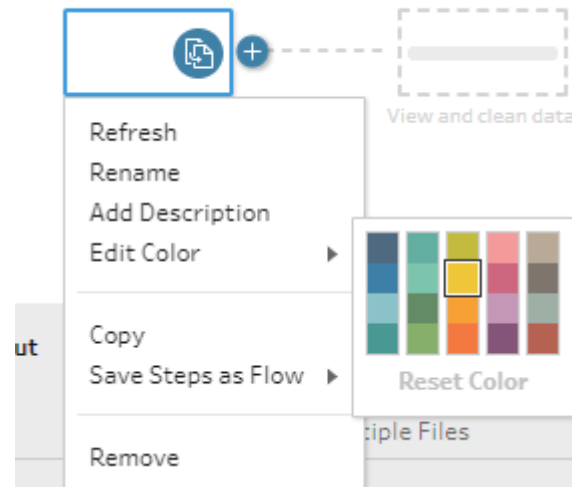 View and clean data
Refresh
Rename
Add Description
Edit Color
Copy
ut
Save Steps as Flow
Reset Color
tiple Files
Remove